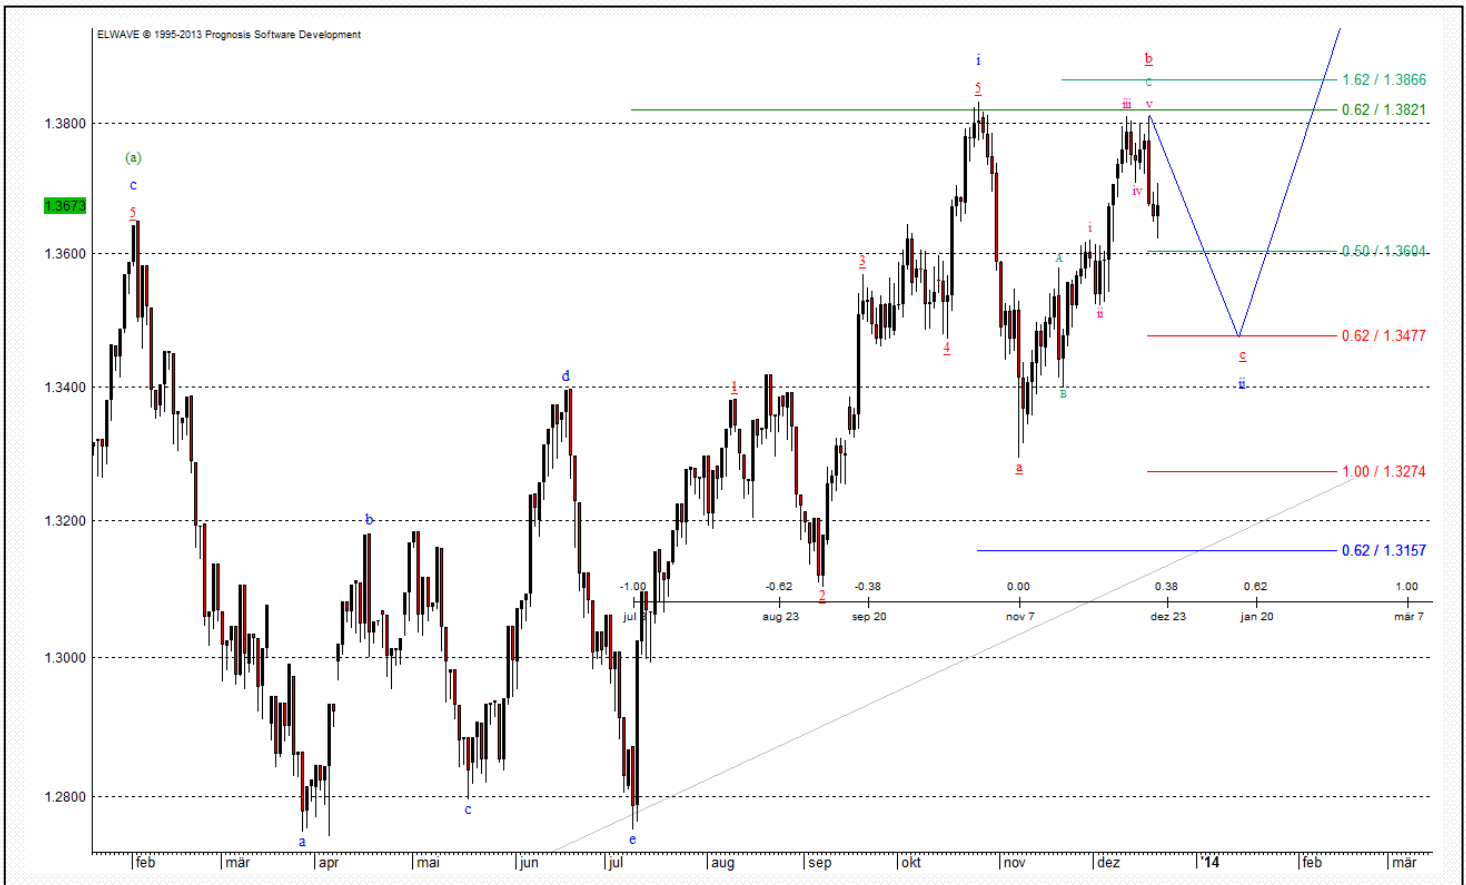 ELWAVE © 1995-2013 Prognosis Software Development
i
b
5
c
1.62 / 1.3866
iii v
0.62 / 1.3821
1.3800
(a)
c
iv
5
1.3673
i
1.3600
3
A
0.50 / 1.3604
ii
4
0.62 / 1.3477
c
d
ii
1
1.3400
B
a
1.00 / 1.3274
b
1.3200
0.62 / 1.3157
-1.00 -0.62 -0.38 0.00 0.38 0.62 1.00
2
jul aug 23 sep 20 nov 7 dez 23 jan 20 mär 7
1.3000
1.2800
c
a
e
feb mär apr mai jun jul aug sep okt nov dez '14 feb mär